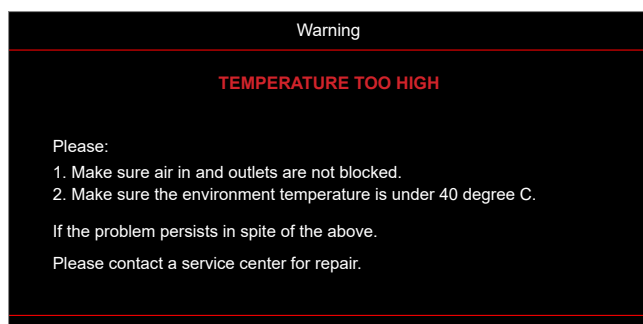 Warning
TEMPERATURE TOO HIGH
Please:
1. Make sure air in and outlets are not blocked.
2. Make sure the environment temperature is under 40 degree C.
If the problem persists in spite of the above.
Please contact a service center for repair.